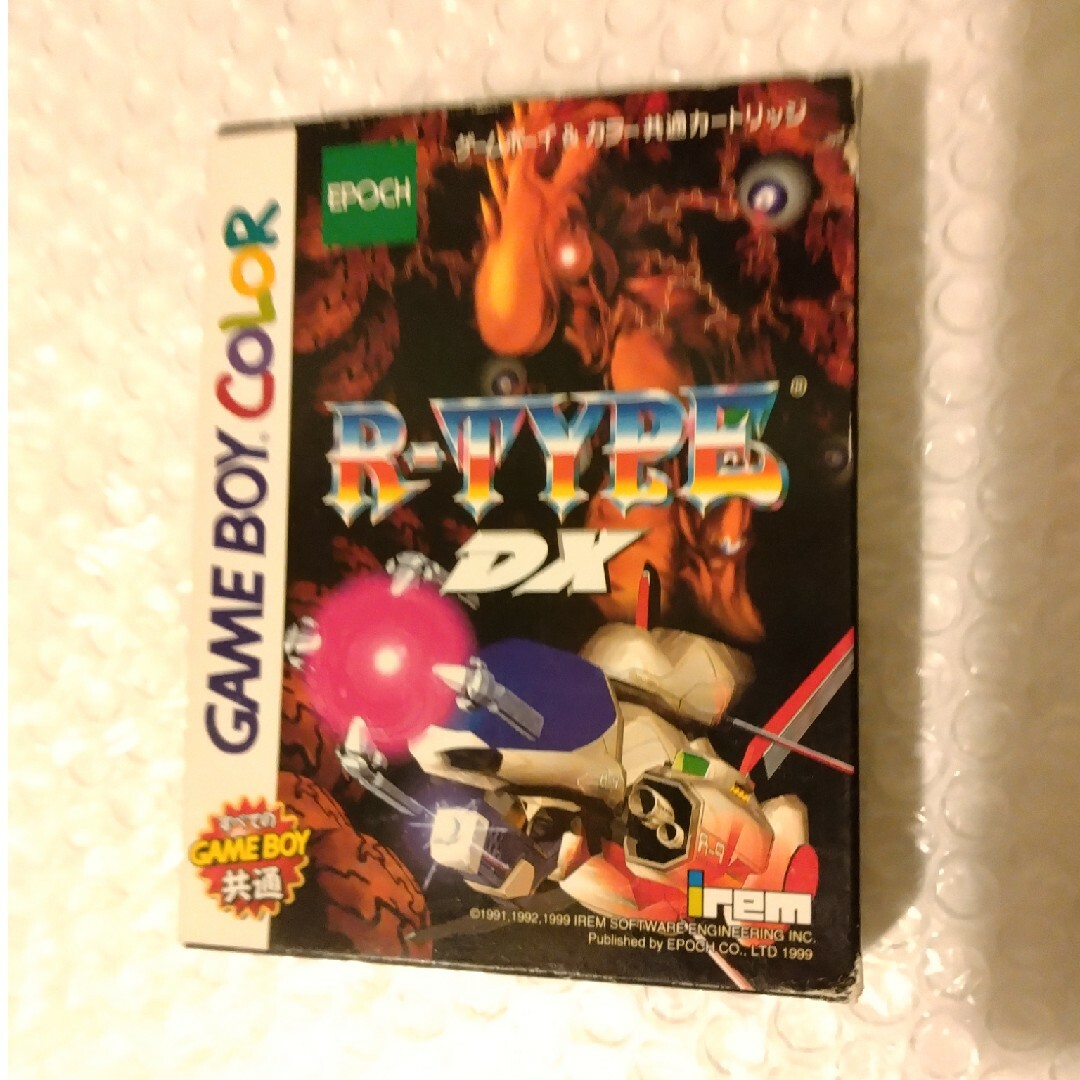 ゲームボーイ & カラー共通カートリッジ
EPOCH
GAME BOY COLOR
R-TYPE®
DX
すべての
GAME BOY
共通
R-9
irem
©1991,1992,1999 IREM SOFTWARE ENGINEERING INC.
Published by EPOCH CO., LTD 1999